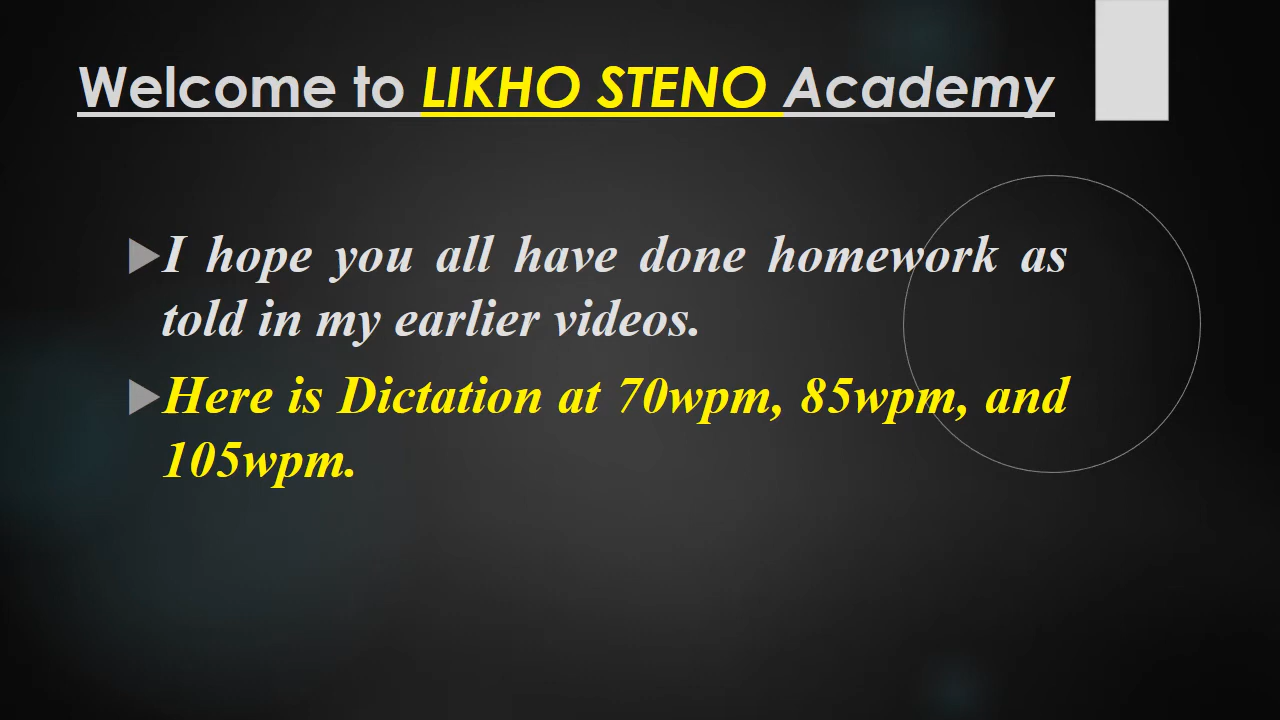 Welcome to LIKHO STENO Academy
I hope you all have done homework as
told in my earlier videos.
Here is Dictation at 70wpm, 85wpm, and
105wpm.